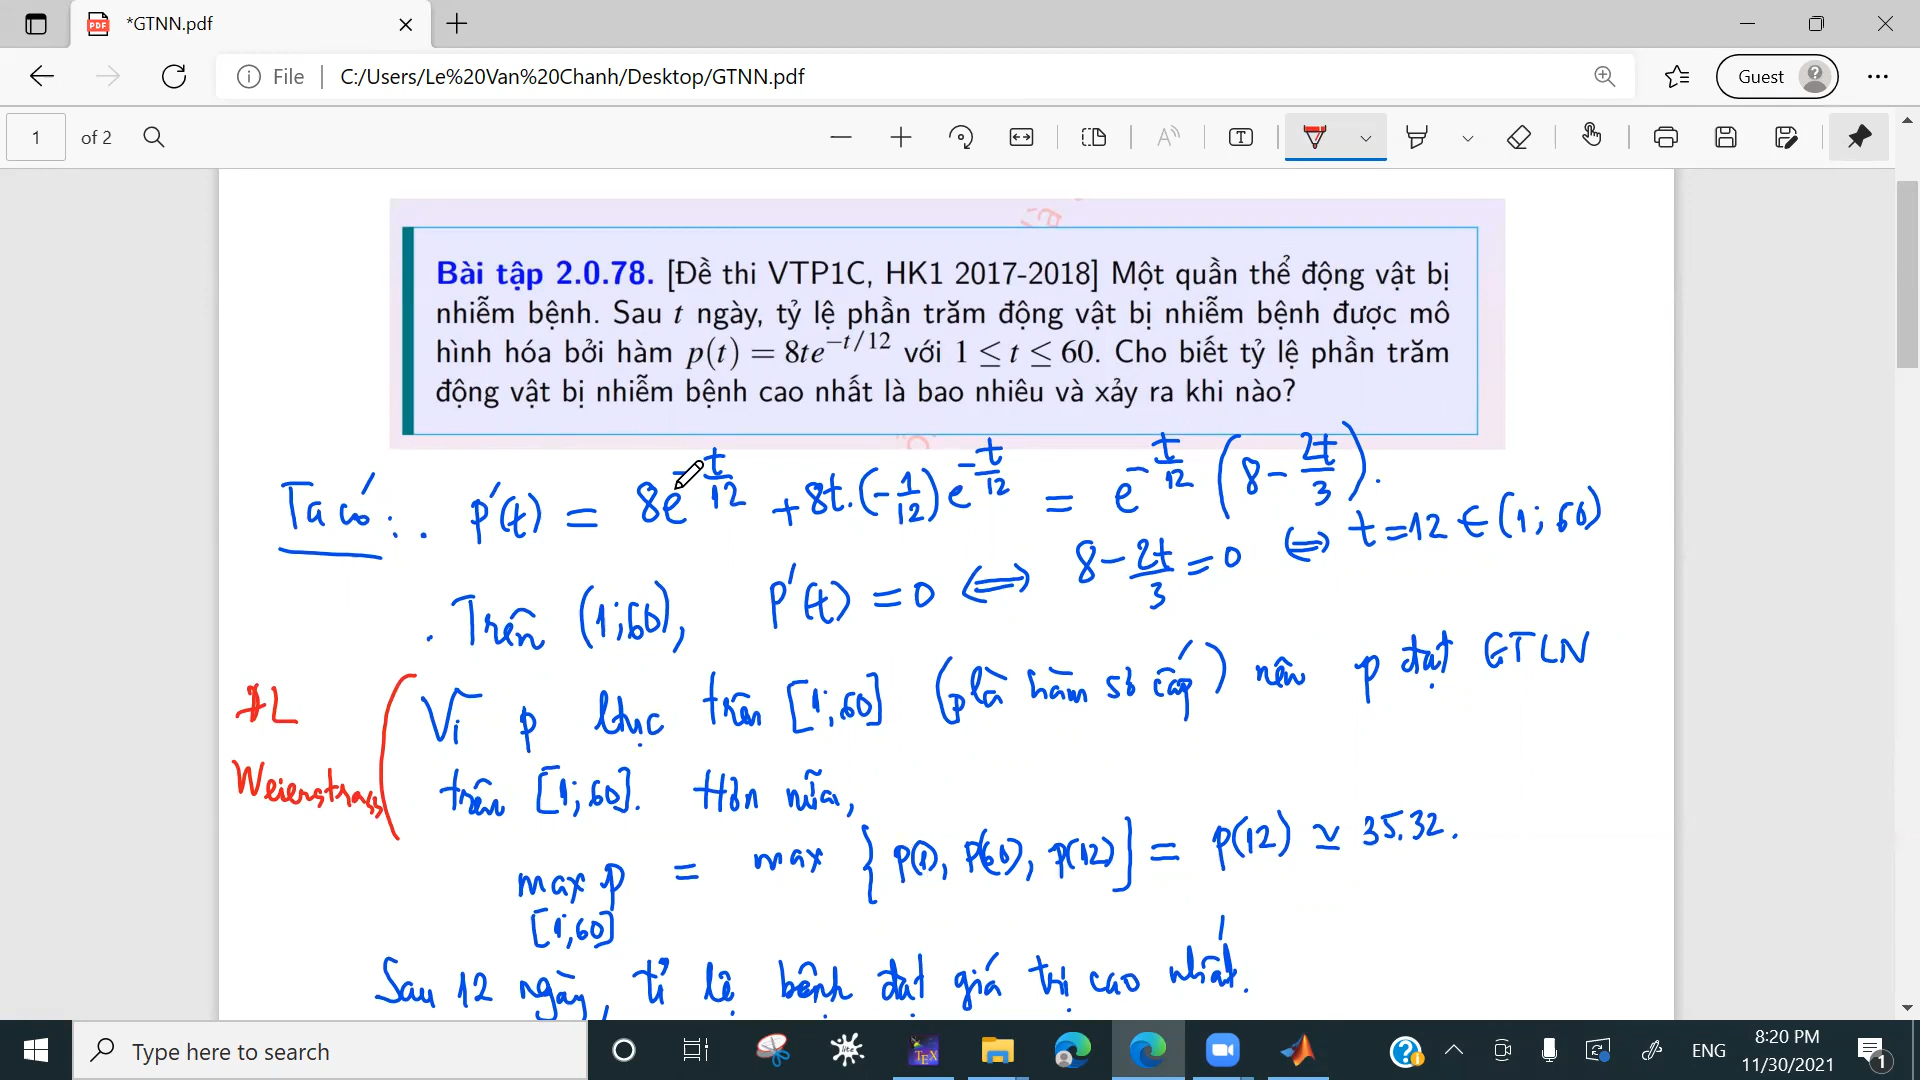 *GTNN.pdf
File C:/Users/Le%20Van%20Chanh/Desktop/GTNN.pdf Guest
1 of 2
Bài tập 2.0.78. [Đề thi VTP1C, HK1 2017-2018] Một quần thể động vật bị
nhiễm bệnh. Sau t ngày, tỷ lệ phần trăm động vật bị nhiễm bệnh được mô
hình hóa bởi hàm p(t) = 8te^{-t/12} với 1 ≤ t ≤ 60. Cho biết tỷ lệ phần trăm
động vật bị nhiễm bệnh cao nhất là bao nhiêu và xảy ra khi nào?
Ta có: . p'(t) = 8e^{-t/12} + 8t.(-1/12)e^{-t/12} = e^{-t/12}(8 - 2t/3).
. Trên (1;60), p'(t) = 0 ⟺ 8 - 2t/3 = 0 ⟺ t = 12 ∈ (1;60)
ĐL
Weierstrass
Vì p ltục trên [1;60] (p là hàm sơ cấp) nên p đạt GTLN
trên [1;60]. Hơn nữa,
max p = max {p(1), p(60), p(12)} = p(12) ≃ 35.32.
[1;60]
Sau 12 ngày, tỉ lệ bệnh đạt giá trị cao nhất.
Type here to search
ENG 8:20 PM
11/30/2021
1